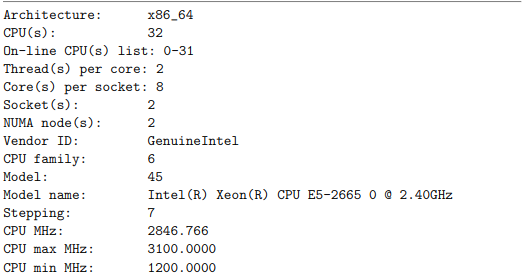 Architecture: x86_64
CPU(s): 32
On-line CPU(s) list: 0-31
Thread(s) per core: 2
Core(s) per socket: 8
Socket(s): 2
NUMA node(s): 2
Vendor ID: GenuineIntel
CPU family: 6
Model: 45
Model name: Intel(R) Xeon(R) CPU E5-2665 0 @ 2.40GHz
Stepping: 7
CPU MHz: 2846.766
CPU max MHz: 3100.0000
CPU min MHz: 1200.0000